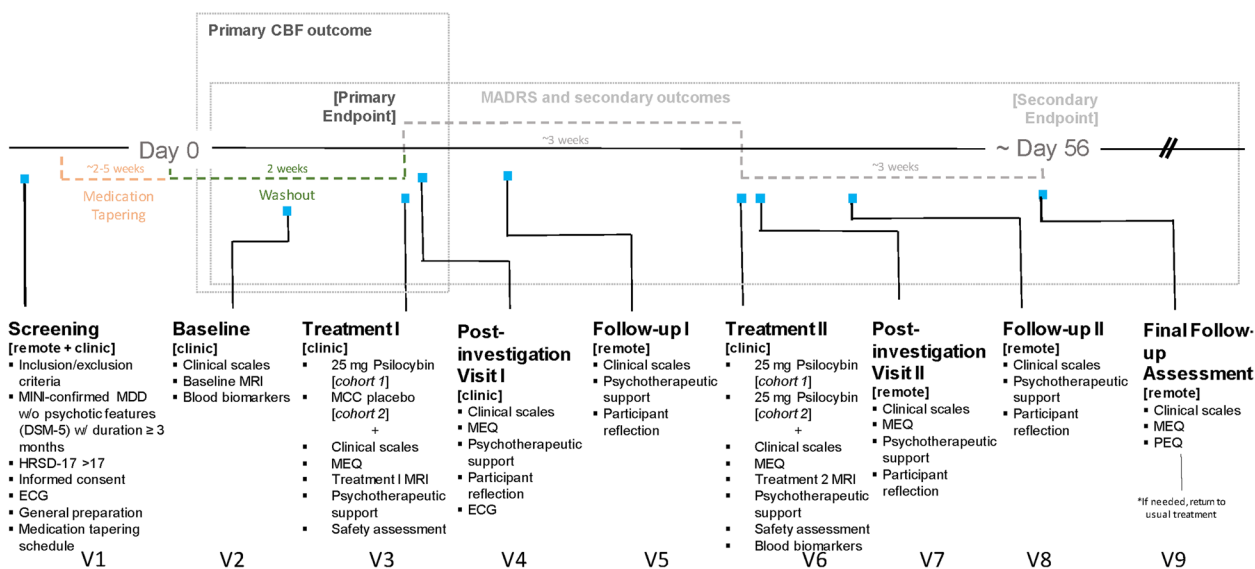 Primary CBF outcome
[Primary
Endpoint]
MADRS and secondary outcomes
[Secondary
Endpoint]
~3 weeks
Day 0
~ Day 56
~2-5 weeks
2 weeks
~3 weeks
Medication
Tapering
Washout
Screening
[remote + clinic]
▪ Inclusion/exclusion
criteria
▪ MINI-confirmed MDD
w/o psychotic features
(DSM-5) w/ duration ≥ 3
months
▪ HRSD-17 >17
▪ Informed consent
▪ ECG
▪ General preparation
▪ Medication tapering
schedule
V1
Baseline
[clinic]
▪ Clinical scales
▪ Baseline MRI
▪ Blood biomarkers
V2
Treatment I
[clinic]
▪ 25 mg Psilocybin
[cohort 1]
▪ MCC placebo
[cohort 2]
+
▪ Clinical scales
▪ MEQ
▪ Treatment I MRI
▪ Psychotherapeutic
support
▪ Safety assessment
V3
Post-
investigation
Visit I
[clinic]
▪ Clinical scales
▪ MEQ
▪ Psychotherapeutic
support
▪ Participant
reflection
▪ ECG
V4
Follow-up I
[remote]
▪ Clinical scales
▪ Psychotherapeutic
support
▪ Participant
reflection
V5
Treatment II
[clinic]
▪ 25 mg Psilocybin
[cohort 1]
▪ 25 mg Psilocybin
[cohort 2]
+
▪ Clinical scales
▪ MEQ
▪ Treatment 2 MRI
▪ Psychotherapeutic
support
▪ Safety assessment
▪ Blood biomarkers
V6
Post-
investigation
Visit II
[remote]
▪ Clinical scales
▪ MEQ
▪ Psychotherapeutic
support
▪ Participant
reflection
V7
Follow-up II
[remote]
▪ Clinical scales
▪ Psychotherapeutic
support
▪ Participant
reflection
V8
Final Follow-
up
Assessment
[remote]
▪ Clinical scales
▪ MEQ
▪ PEQ
*If needed, return to
usual treatment
V9